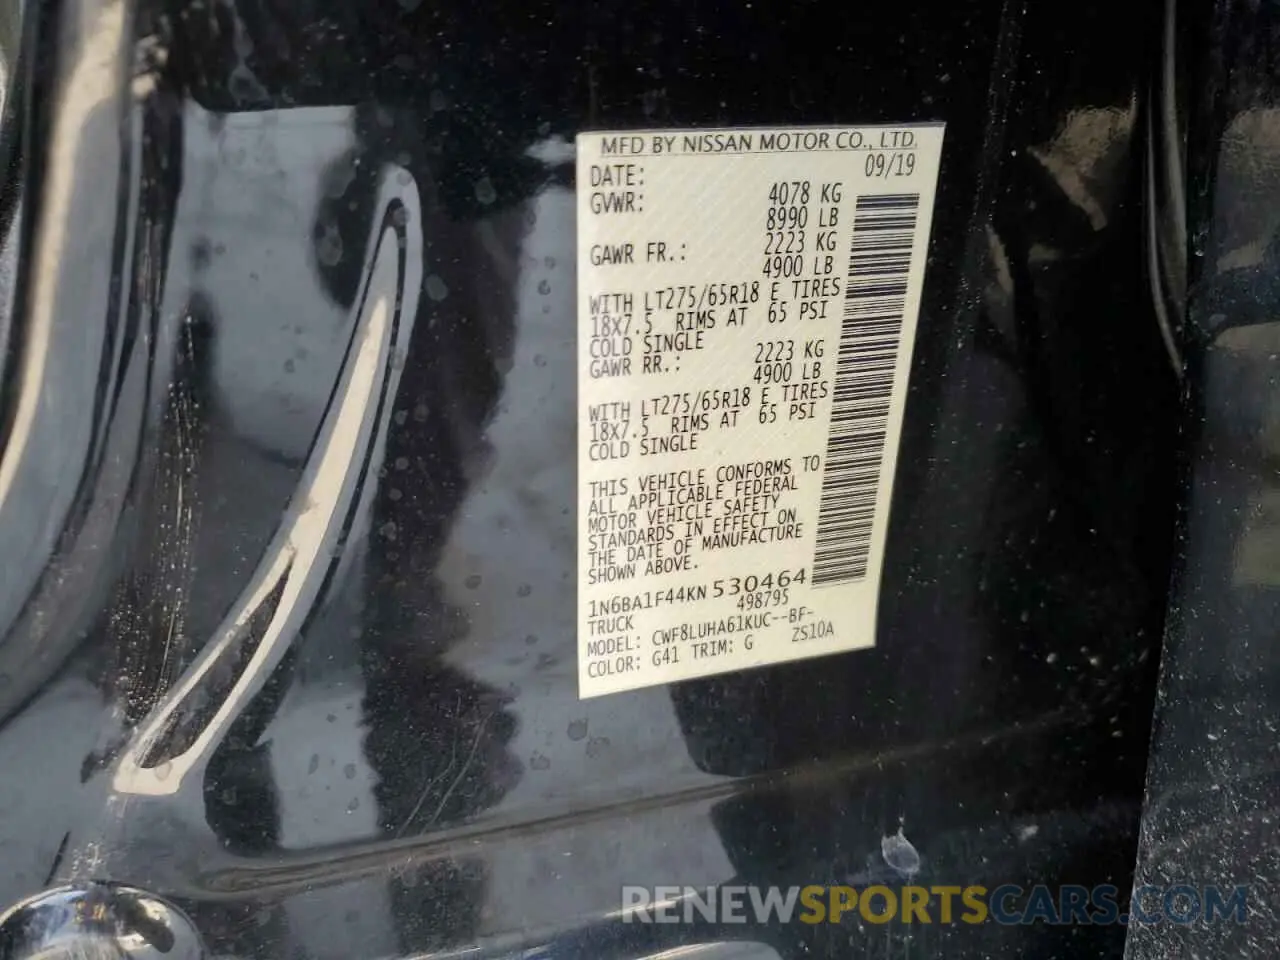 MFD BY NISSAN MOTOR CO., LTD.
DATE: 09/19
GVWR: 4078 KG
8990 LB
GAWR FR.: 2223 KG
4900 LB
WITH LT275/65R18 E TIRES
18X7.5 RIMS AT 65 PSI
COLD SINGLE
GAWR RR.: 2223 KG
4900 LB
WITH LT275/65R18 E TIRES
18X7.5 RIMS AT 65 PSI
COLD SINGLE
THIS VEHICLE CONFORMS TO
ALL APPLICABLE FEDERAL
MOTOR VEHICLE SAFETY
STANDARDS IN EFFECT ON
THE DATE OF MANUFACTURE
SHOWN ABOVE.
1N6BA1F44KN 530464
TRUCK 498795
MODEL: CWF8LUHA61KUC--BF-
COLOR: G41 TRIM: G ZS10A
RENEWSPORTSCARS.COM